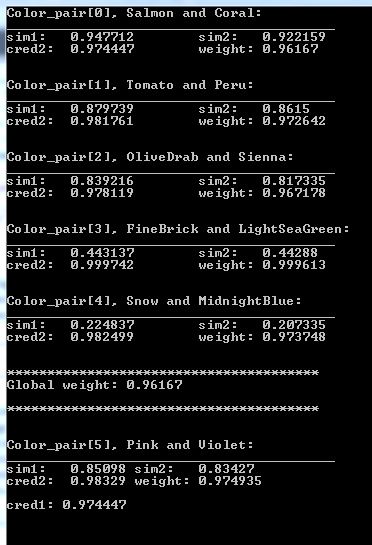 Color_pair[0], Salmon and Coral:
sim1: 0.947712 sim2: 0.922159
cred2: 0.974447 weight: 0.96167
Color_pair[1], Tomato and Peru:
sim1: 0.879739 sim2: 0.8615
cred2: 0.981761 weight: 0.972642
Color_pair[2], OliveDrab and Sienna:
sim1: 0.839216 sim2: 0.817335
cred2: 0.978119 weight: 0.967178
Color_pair[3], FineBrick and LightSeaGreen:
sim1: 0.443137 sim2: 0.44288
cred2: 0.999742 weight: 0.999613
Color_pair[4], Snow and MidnightBlue:
sim1: 0.224837 sim2: 0.207335
cred2: 0.982499 weight: 0.973748
***************************************
Global weight: 0.96167
***************************************
Color_pair[5], Pink and Violet:
sim1: 0.85098 sim2: 0.83427
cred2: 0.98329 weight: 0.974935
cred1: 0.974447